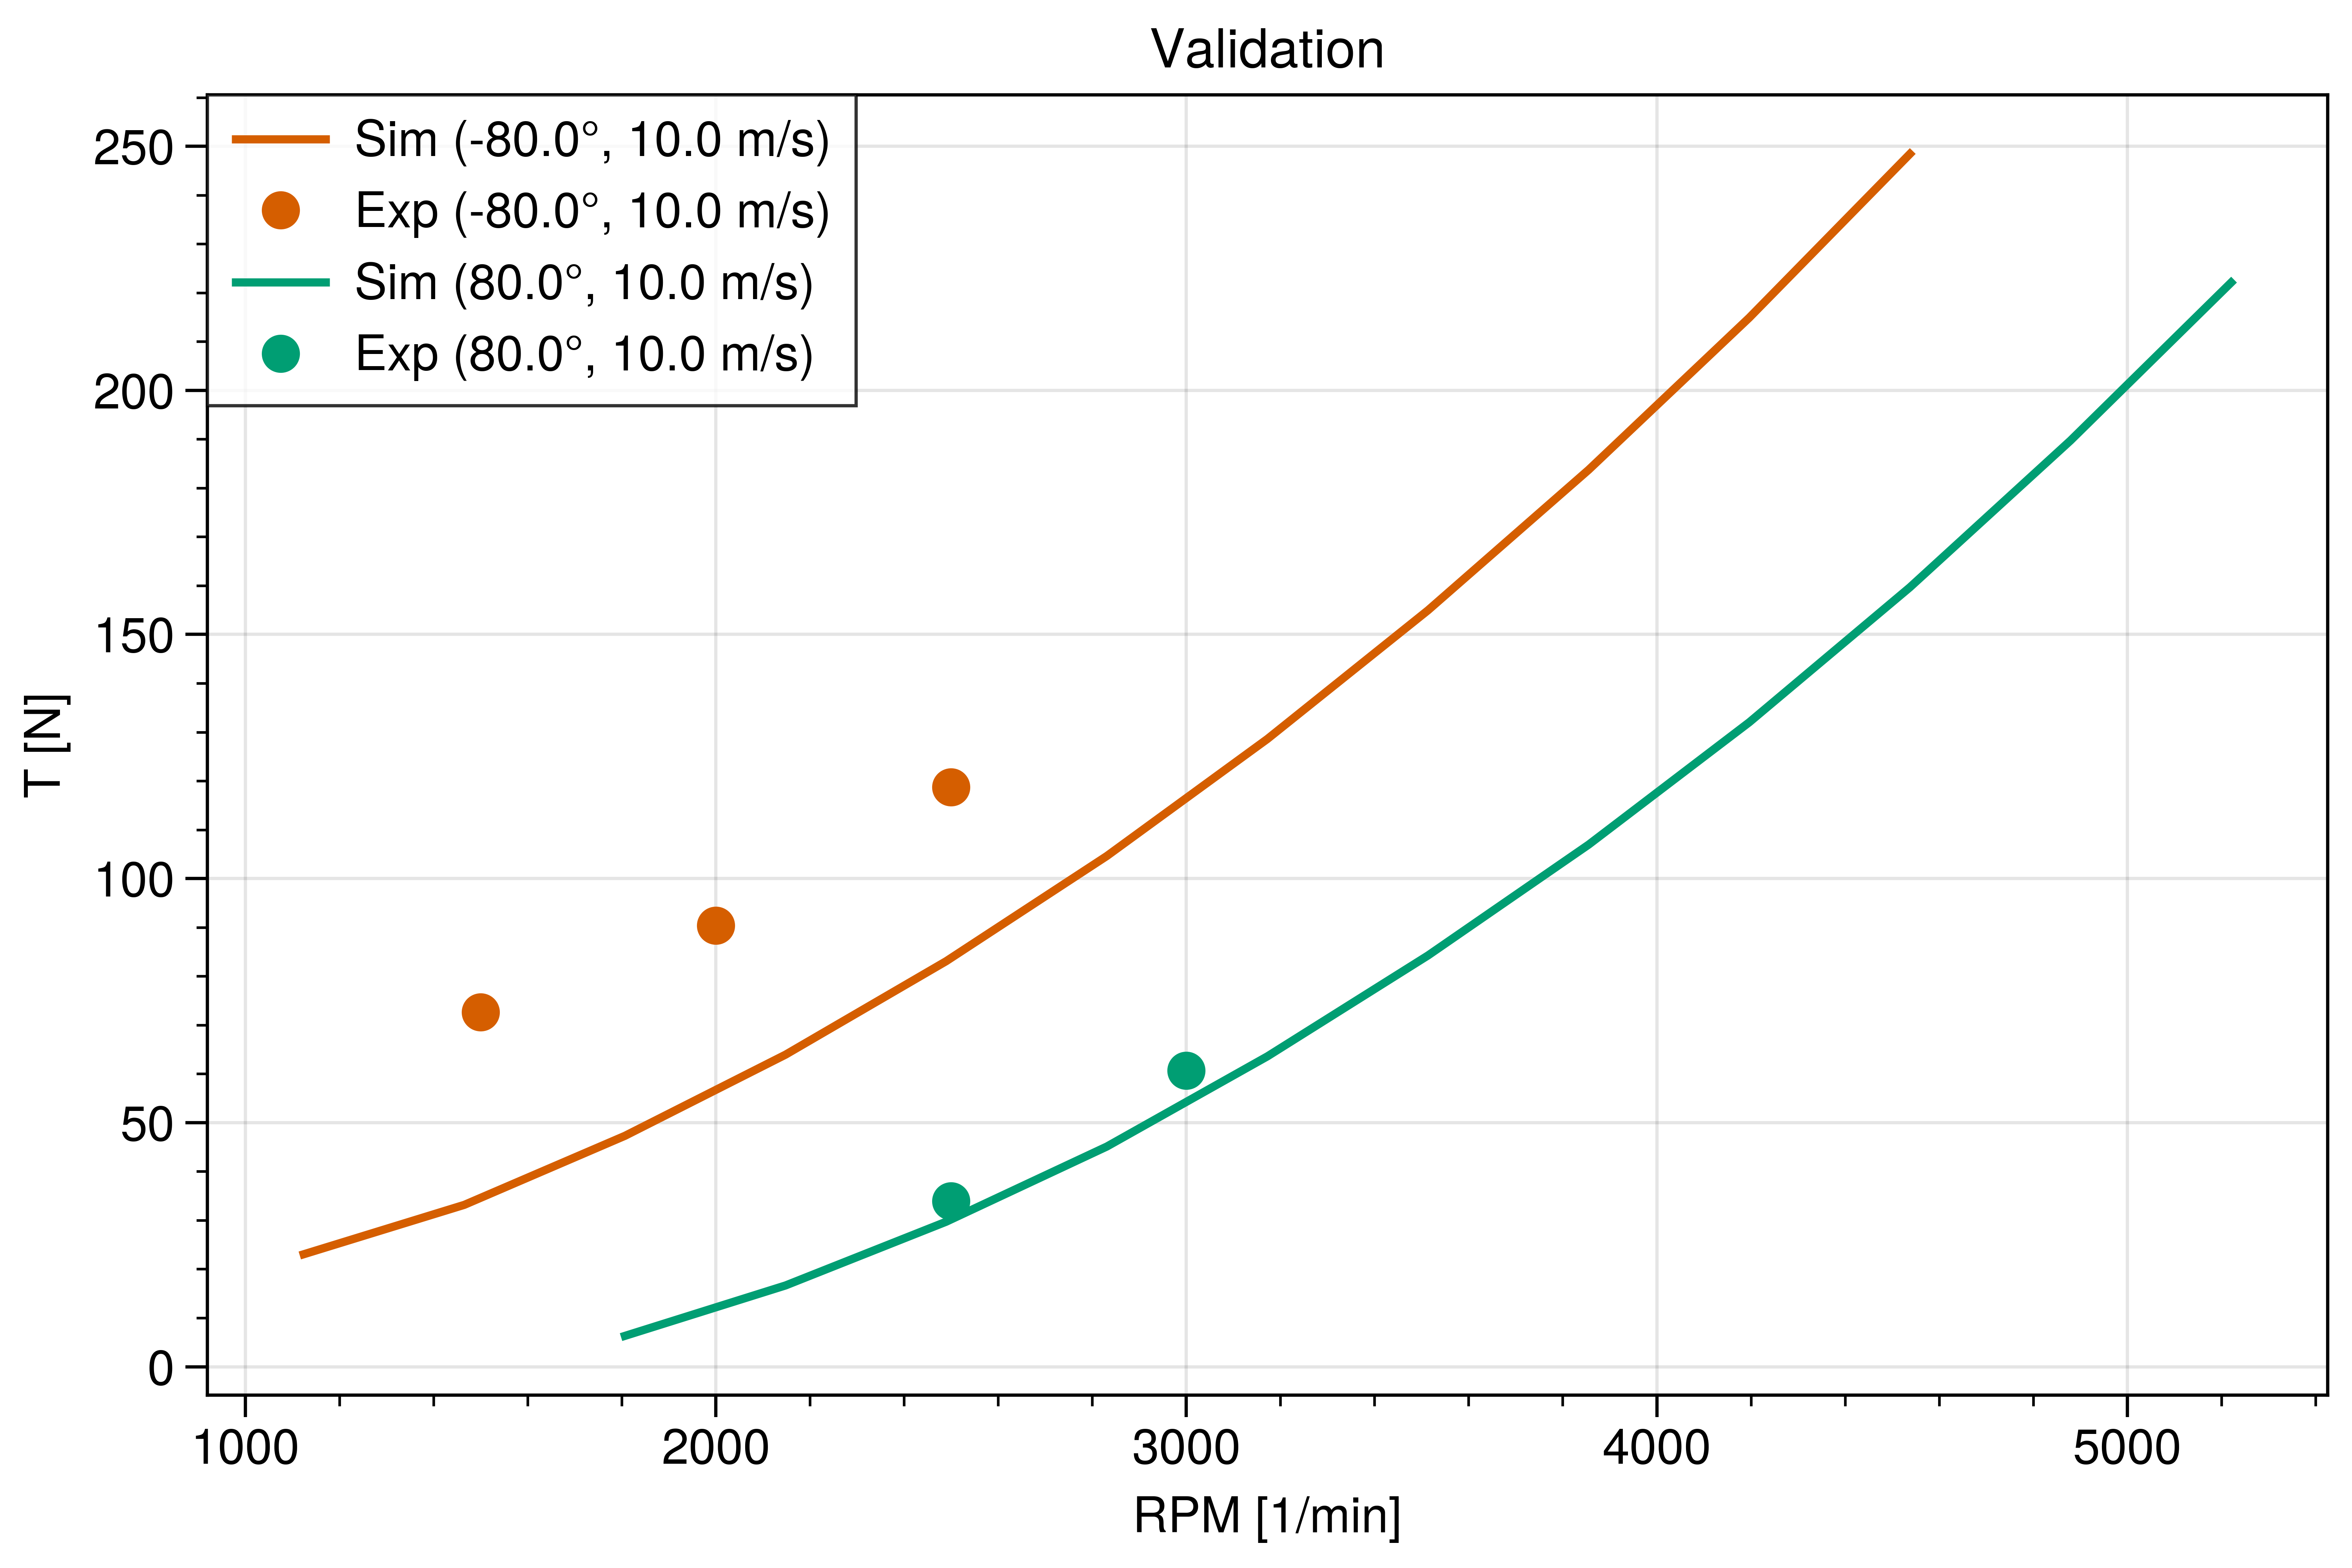 Validation
Sim (-80.0°, 10.0 m/s)
Exp (-80.0°, 10.0 m/s)
Sim (80.0°, 10.0 m/s)
Exp (80.0°, 10.0 m/s)
250
200
150
100
50
0
T [N]
1000 2000 3000 4000 5000
RPM [1/min]